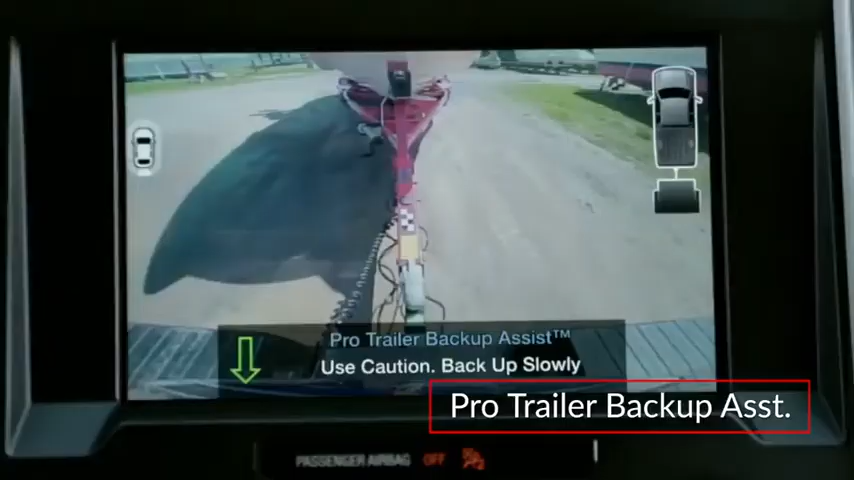 Pro Trailer Backup Assist™
Use Caution. Back Up Slowly
Pro Trailer Backup Asst.
PASSENGER AIRBAG OFF